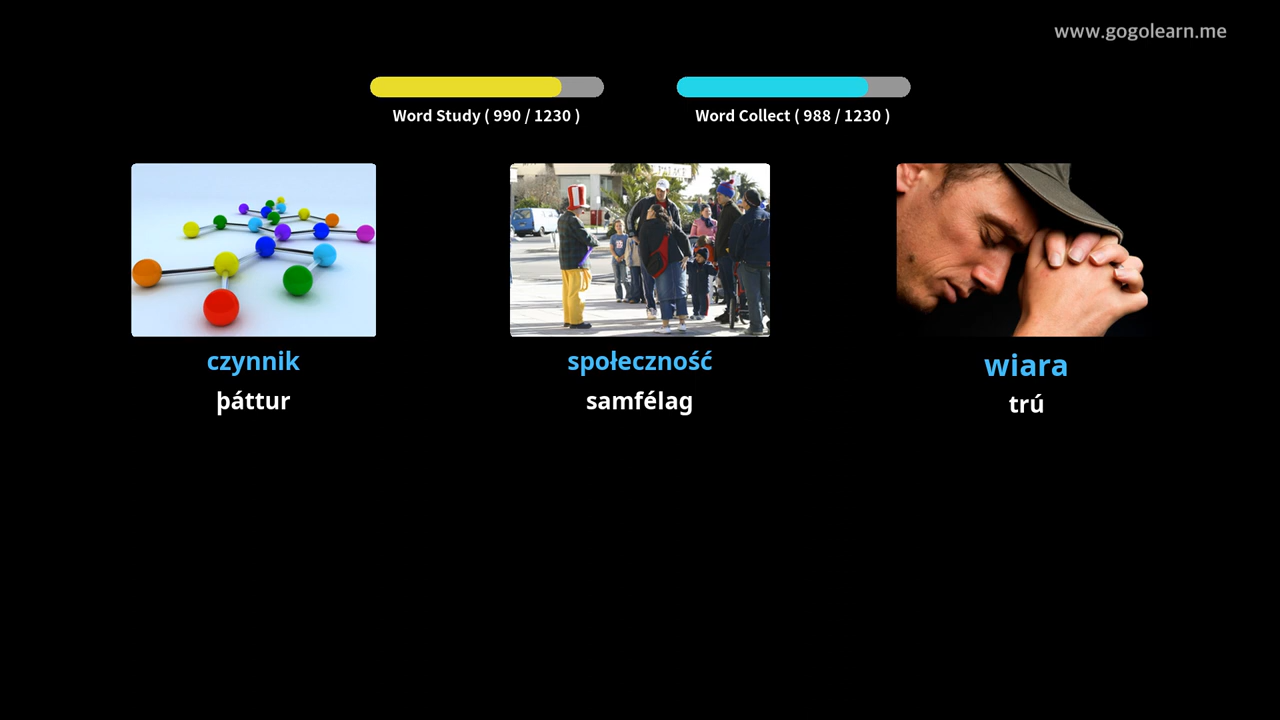 www.gogolearn.me
Word Study ( 990 / 1230 )
Word Collect ( 988 / 1230 )
czynnik
społeczność
wiara
þáttur
samfélag
trú